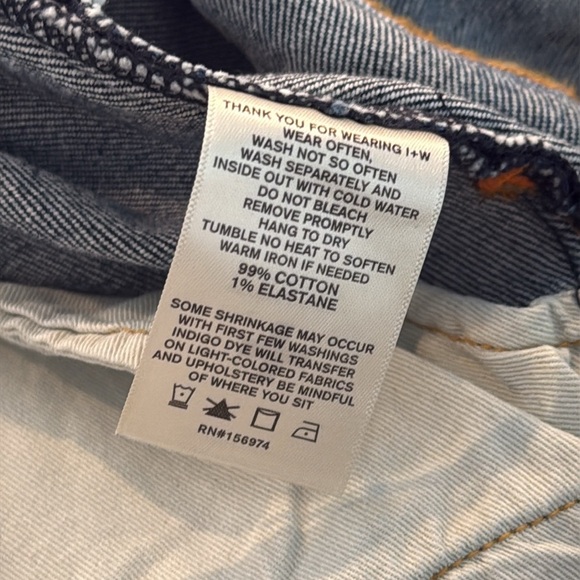 THANK YOU FOR WEARING I+W
WEAR OFTEN,
WASH NOT SO OFTEN
WASH SEPARATELY AND
INSIDE OUT WITH COLD WATER
DO NOT BLEACH
REMOVE PROMPTLY
HANG TO DRY
TUMBLE NO HEAT TO SOFTEN
WARM IRON IF NEEDED
99% COTTON
1% ELASTANE
SOME SHRINKAGE MAY OCCUR
WITH FIRST FEW WASHINGS
INDIGO DYE WILL TRANSFER
ON LIGHT-COLORED FABRICS
AND UPHOLSTERY BE MINDFUL
OF WHERE YOU SIT
RN#156974